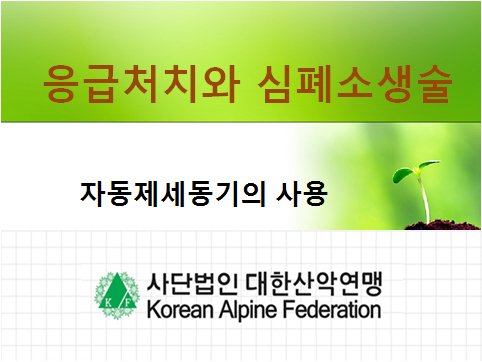 응급처치와 심폐소생술
자동제세동기의 사용
K F
사단법인 대한산악연맹
Korean Alpine Federation